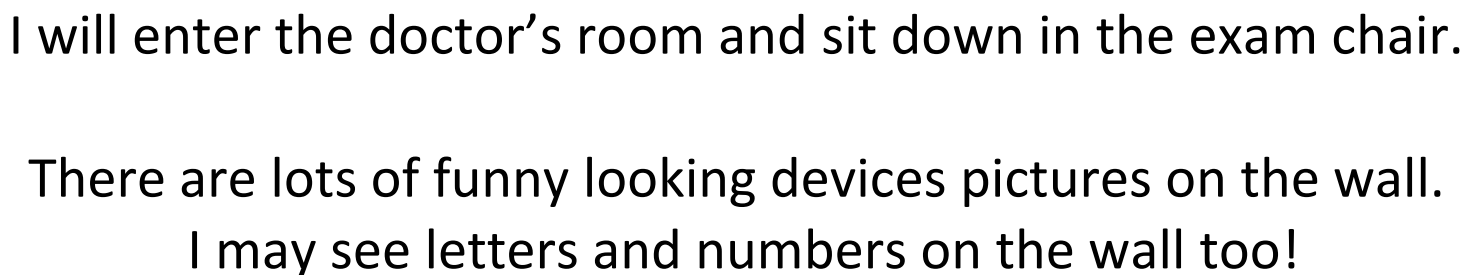 I will enter the doctor’s room and sit down in the exam chair.
There are lots of funny looking devices pictures on the wall.
I may see letters and numbers on the wall too!